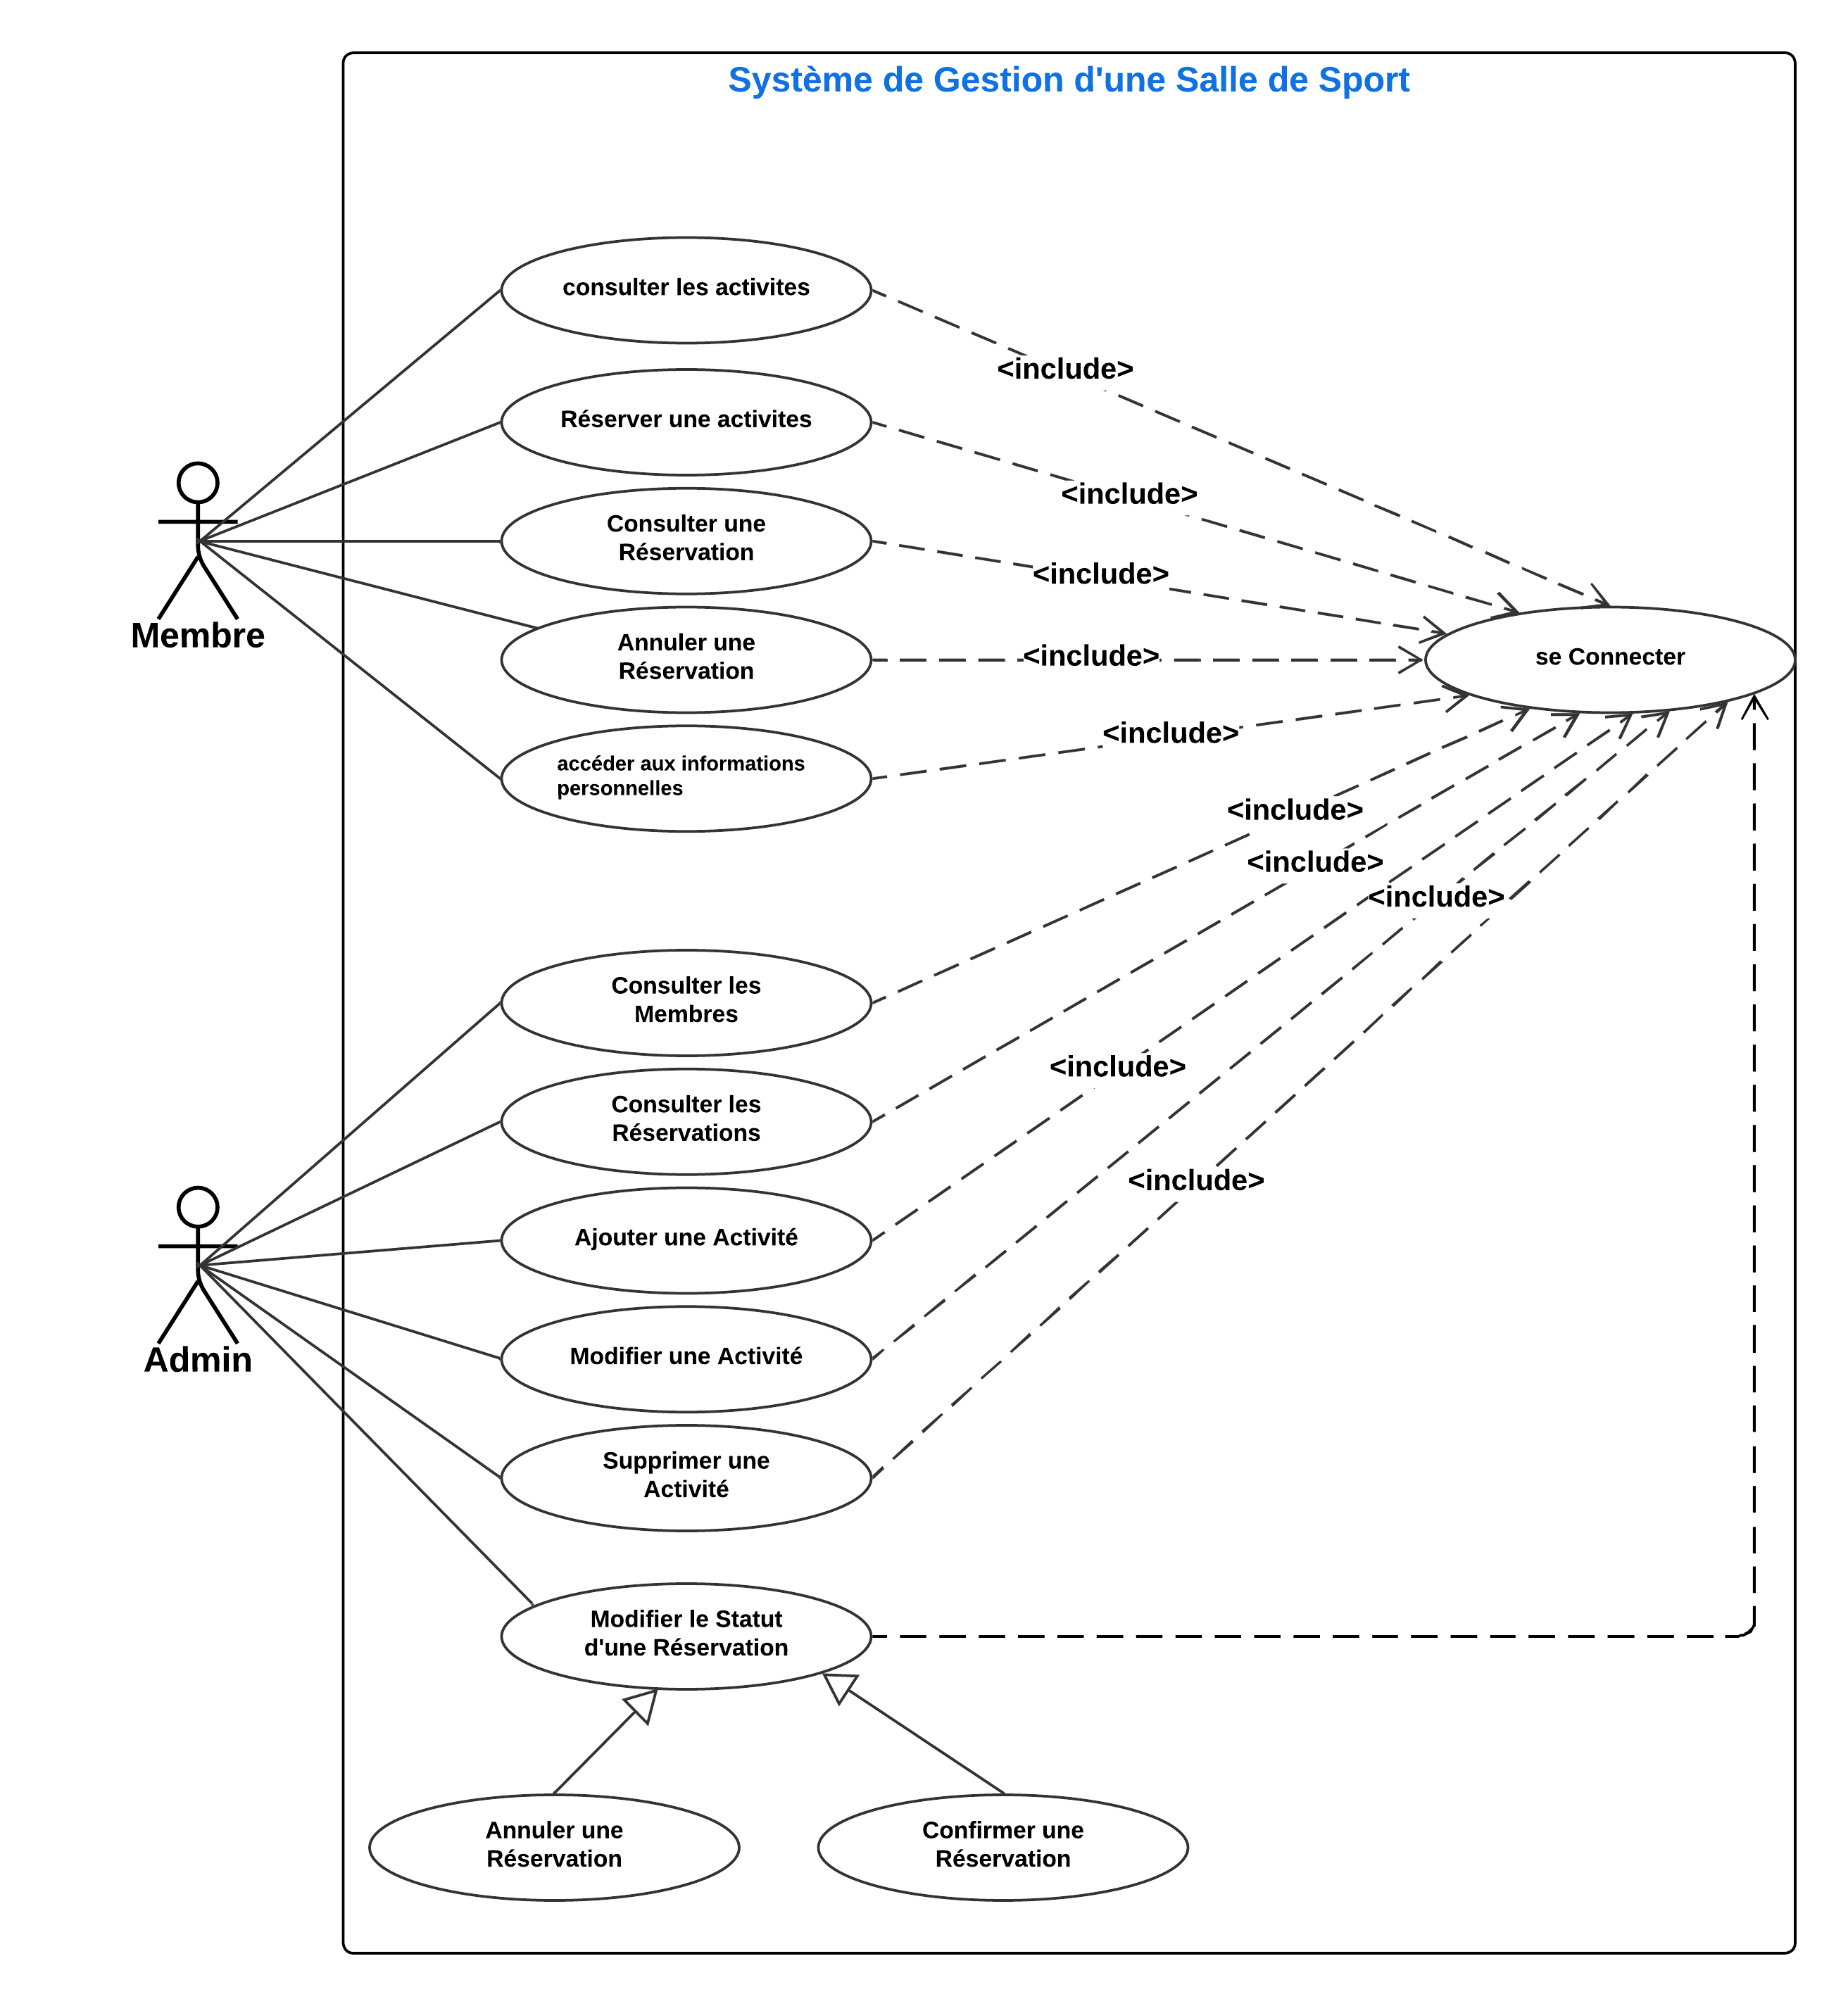 Système de Gestion d'une Salle de Sport
consulter les activites
<include>
Réserver une activites
<include>
Consulter une
Réservation
<include>
Membre
Annuler une
Réservation
<include>
se Connecter
accéder aux informations
personnelles
<include>
<include>
<include>
<include>
Consulter les
Membres
<include>
Consulter les
Réservations
<include>
Ajouter une Activité
Admin
Modifier une Activité
Supprimer une
Activité
Modifier le Statut
d'une Réservation
Annuler une
Réservation
Confirmer une
Réservation